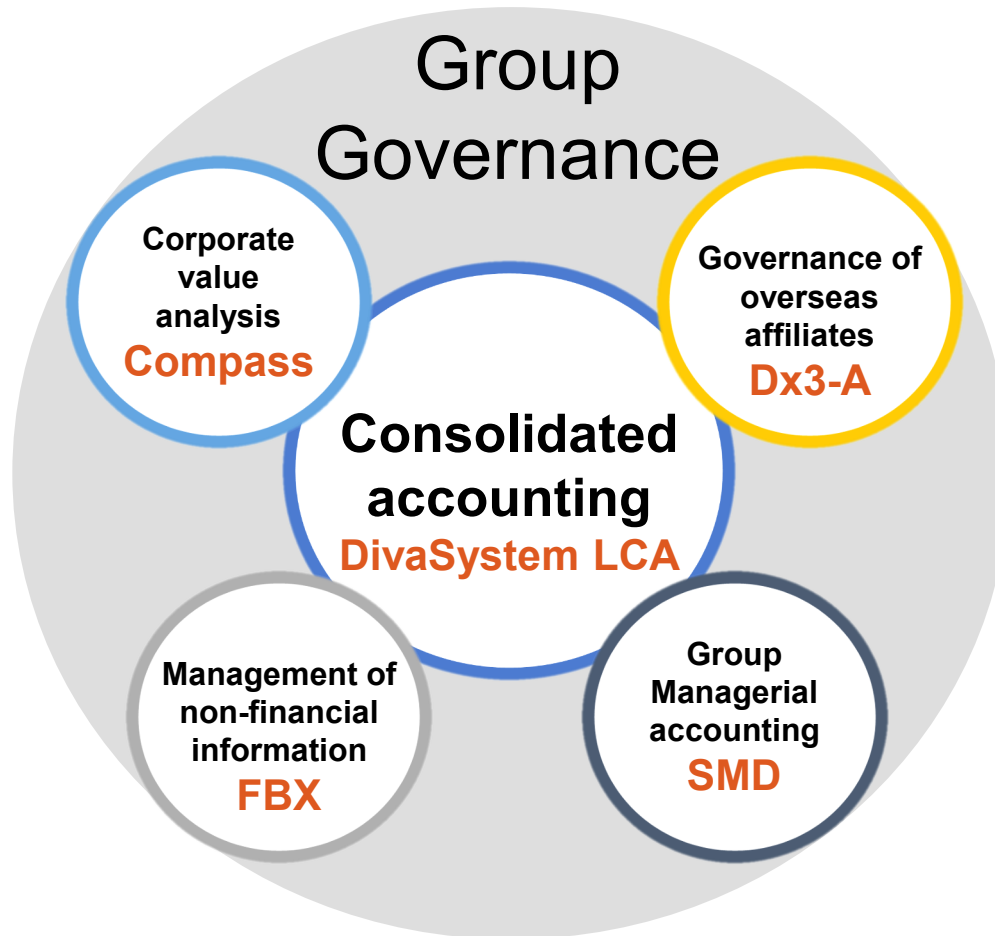 Group
Governance
Corporate
value
analysis
Compass
Governance of
overseas
affiliates
Dx3-A
Consolidated
accounting
DivaSystem LCA
Management of
non-financial
information
FBX
Group
Managerial
accounting
SMD